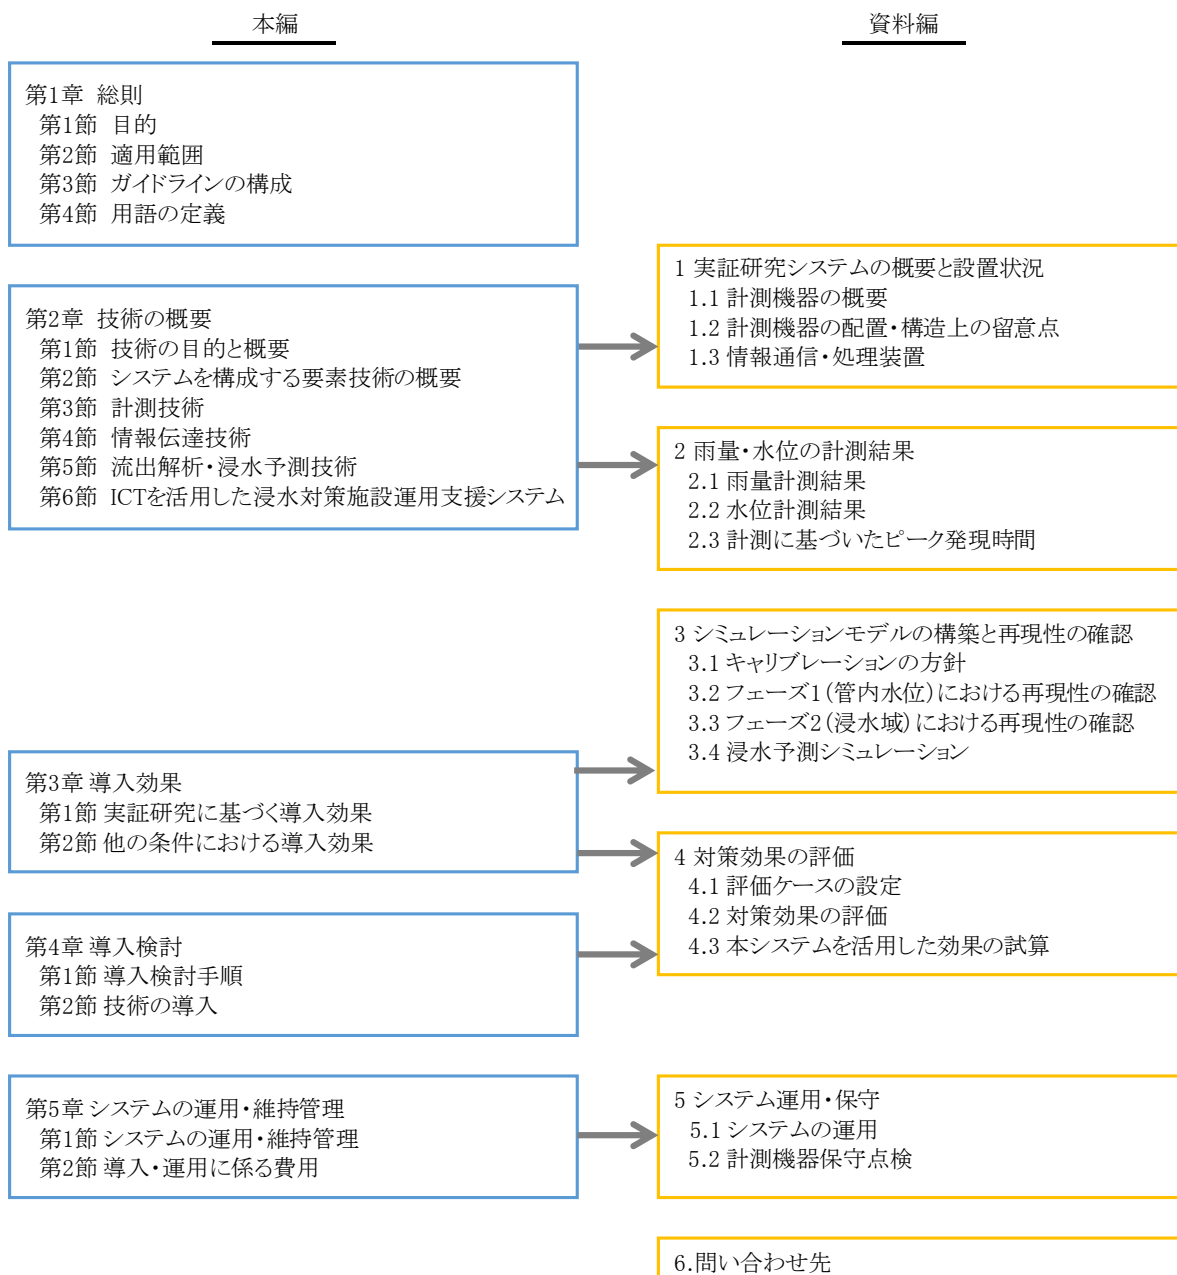 本編
第1章 総則
第1節 目的
第2節 適用範囲
第3節 ガイドラインの構成
第4節 用語の定義
第2章 技術の概要
第1節 技術の目的と概要
第2節 システムを構成する要素技術の概要
第3節 計測技術
第4節 情報伝達技術
第5節 流出解析・浸水予測技術
第6節 ICTを活用した浸水対策施設運用支援システム
第3章 導入効果
第1節 実証研究に基づく導入効果
第2節 他の条件における導入効果
第4章 導入検討
第1節 導入検討手順
第2節 技術の導入
第5章 システムの運用・維持管理
第1節 システムの運用・維持管理
第2節 導入・運用に係る費用
資料編
1 実証研究システムの概要と設置状況
1.1 計測機器の概要
1.2 計測機器の配置・構造上の留意点
1.3 情報通信・処理装置
2 雨量・水位の計測結果
2.1 雨量計測結果
2.2 水位計測結果
2.3 計測に基づいたピーク発現時間
3 シミュレーションモデルの構築と再現性の確認
3.1 キャリブレーションの方針
3.2 フェーズ1(管内水位)における再現性の確認
3.3 フェーズ2(浸水域)における再現性の確認
3.4 浸水予測シミュレーション
4 対策効果の評価
4.1 評価ケースの設定
4.2 対策効果の評価
4.3 本システムを活用した効果の試算
5 システム運用・保守
5.1 システムの運用
5.2 計測機器保守点検
6.問い合わせ先